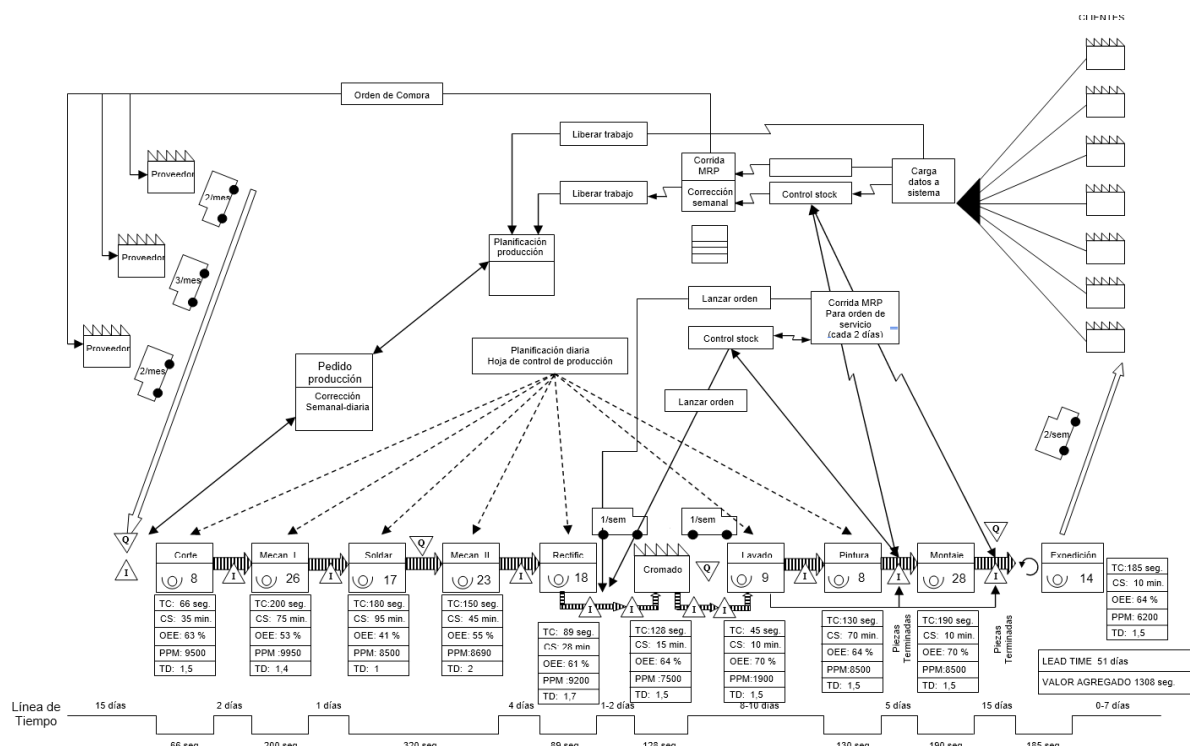 CLIENTES
Orden de Compra
Liberar trabajo
Corrida
MRP
Corrección
semanal
Carga
datos a
sistema
Liberar trabajo
Control stock
Proveedor
2/mes
Proveedor
3/mes
Proveedor
2/mes
Planificación
producción
Lanzar orden
Corrida MRP
Para orden de
servicio
(cada 2 días)
Control stock
Planificación diaria
Hoja de control de producción
Pedido
producción
Corrección
Semanal-diaria
Lanzar orden
2/sem
1/sem
1/sem
Q
Q
Q
Q
I
Corte
8
I
Mecan. I
26
I
Soldar
17
Mecan. II
23
I
Rectific
18
I
I
Cromado
I
I
Lavado
9
I
Pintura
8
I
Montaje
28
I
Expedición
14
TC: 66 seg.
CS: 35 min.
OEE: 63 %
PPM: 9500
TD: 1,5
TC:200 seg.
CS: 75 min.
OEE: 53 %
PPM :9950
TD: 1,4
TC:180 seg.
CS: 95 min.
OEE: 41 %
PPM: 8500
TD: 1
TC:150 seg.
CS: 45 min.
OEE: 55 %
PPM: 8690
TD: 2
TC: 89 seg.
CS: 28 min
OEE: 61 %
PPM :9200
TD: 1,7
TC:128 seg.
CS: 15 min.
OEE: 64 %
PPM:7500
TD: 1,5
TC: 45 seg.
CS: 10 min.
OEE: 70 %
PPM:1900
TD: 1,5
TC:130 seg.
CS: 70 min.
OEE: 64 %
PPM:8500
TD: 1,5
Piezas
Terminadas
TC:190 seg.
CS: 10 min.
OEE: 70 %
PPM:8500
TD: 1,5
Piezas
Terminadas
TC:185 seg.
CS: 10 min.
OEE: 64 %
PPM: 6200
TD: 1,5
LEAD TIME 51 días
VALOR AGREGADO 1308 seg.
Línea de
Tiempo
15 días
2 días
1 días
4 días
1-2 días
8-10 días
5 días
15 días
0-7 días
66 seg
200 seg
320 seg
89 seg
128 seg
130 seg
190 seg
185 seg